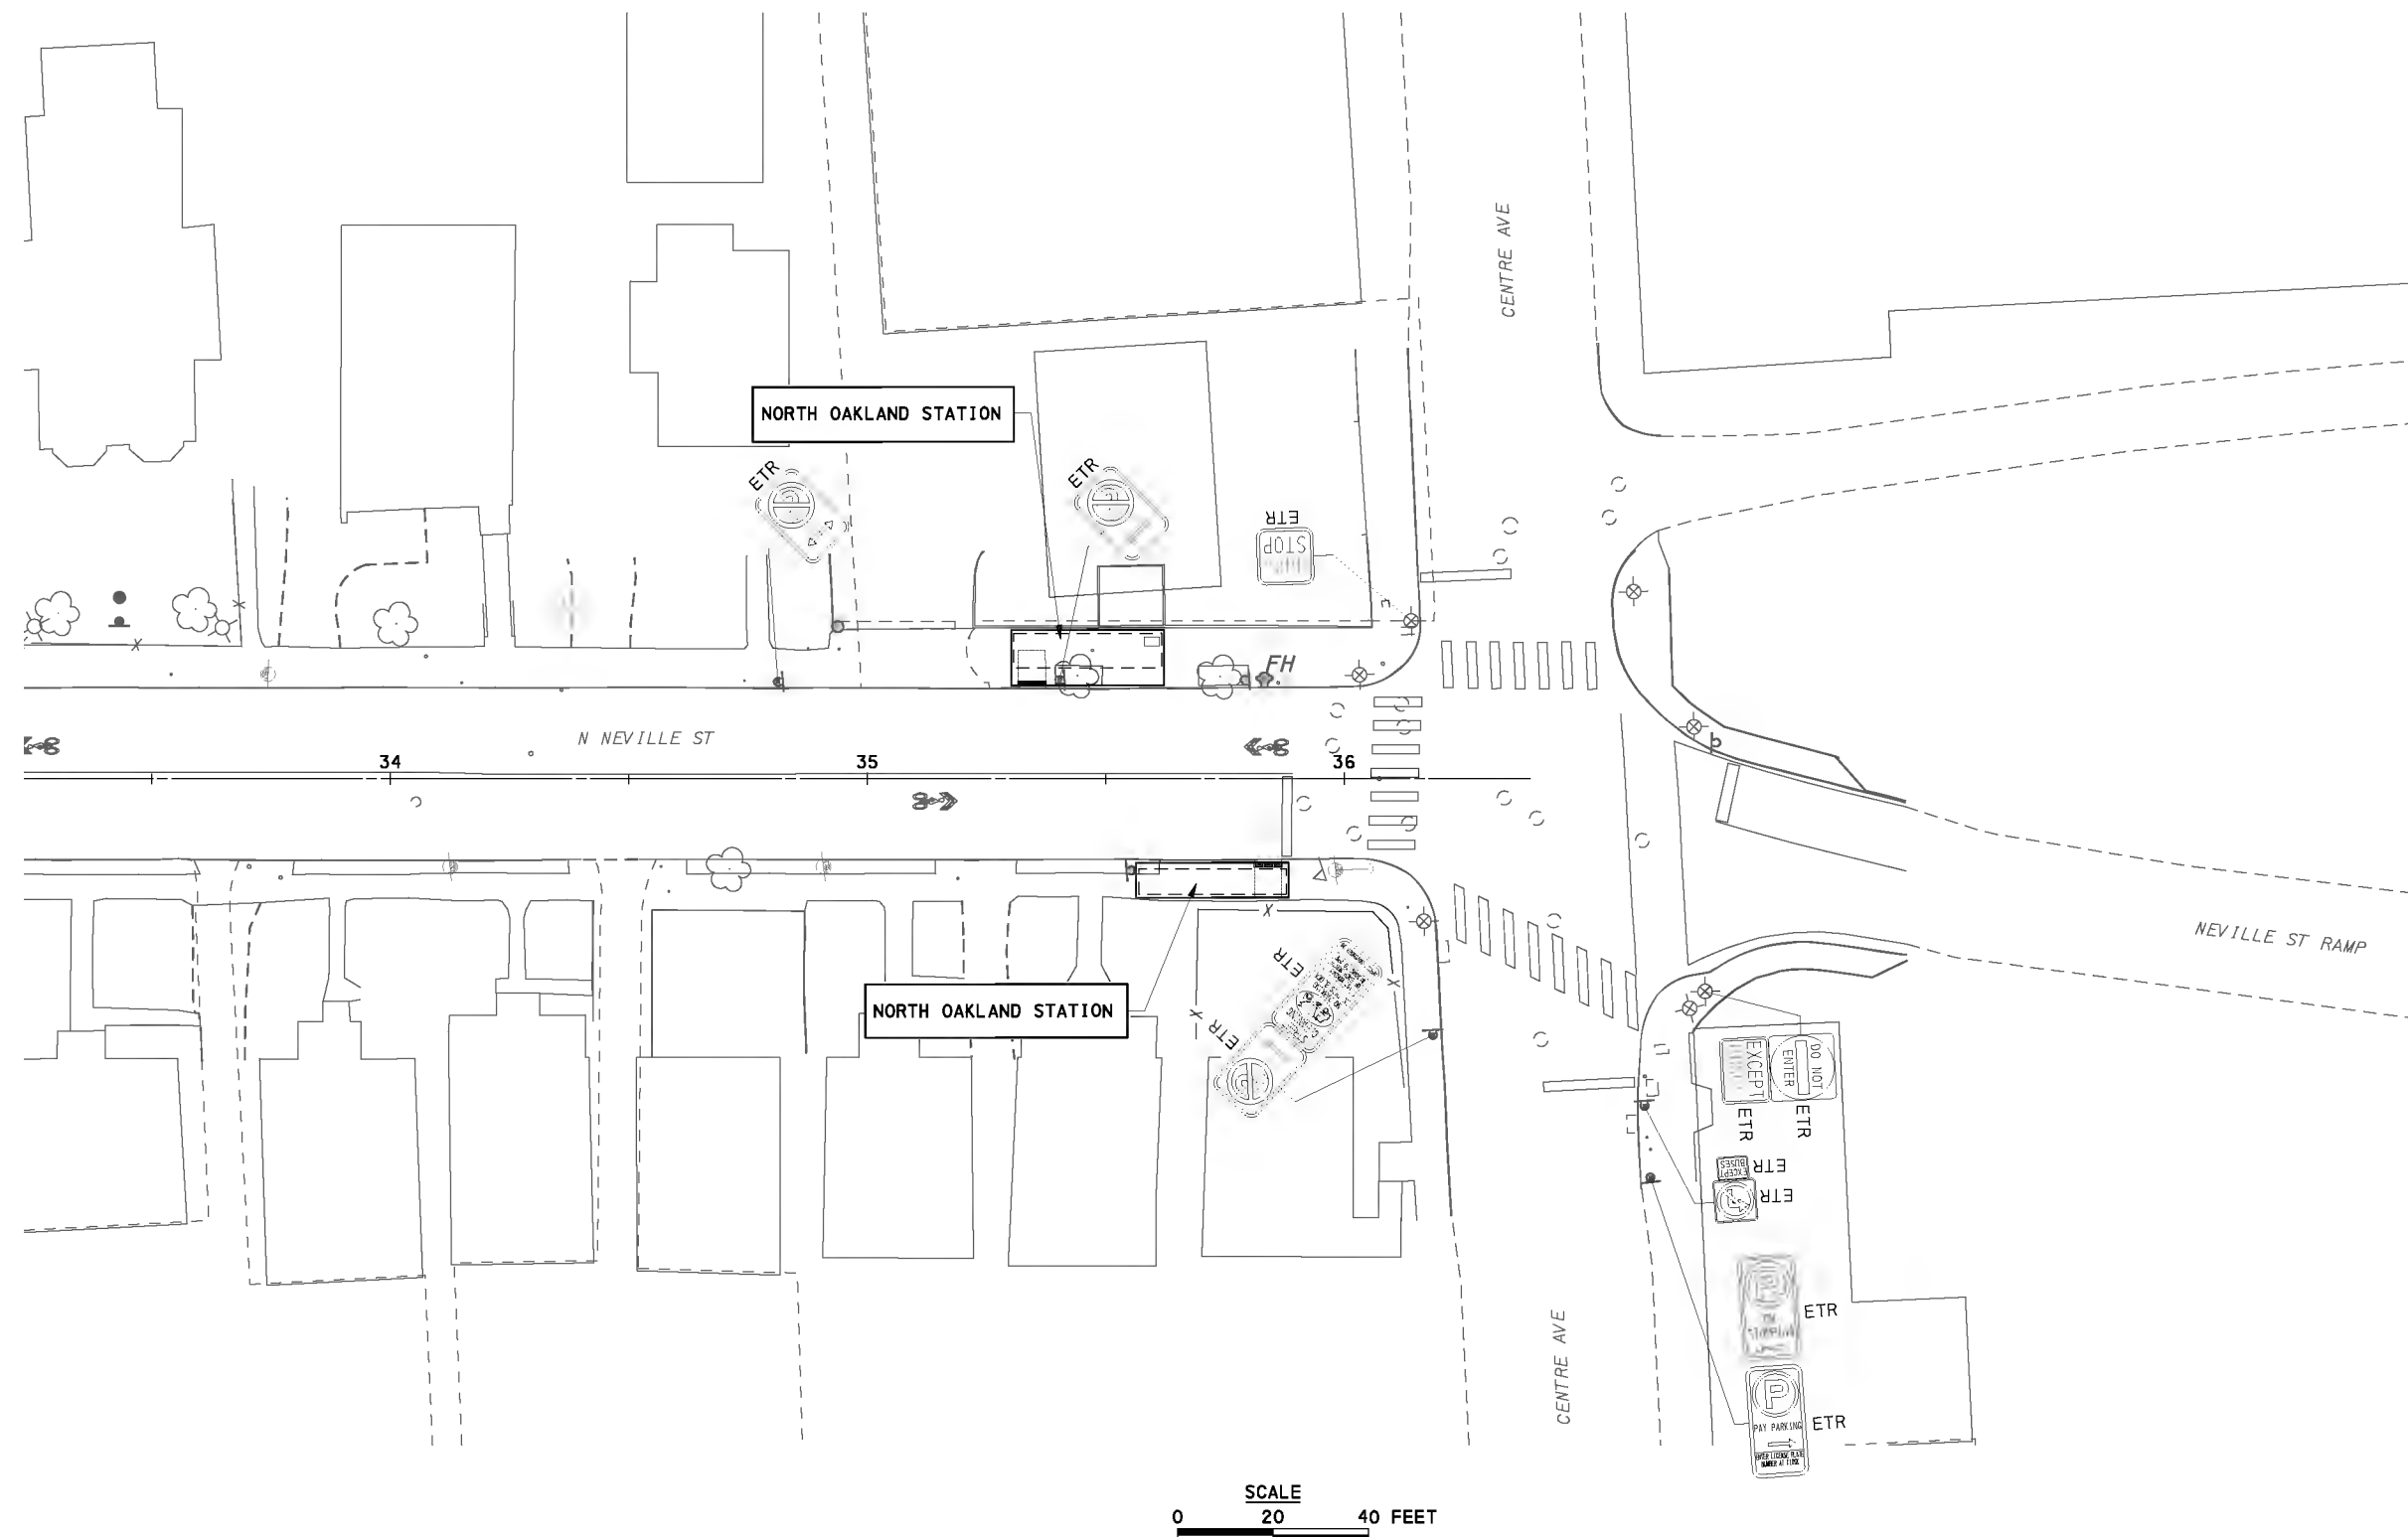 CENTRE AVE
NORTH OAKLAND STATION
ETR
ETR
ETR
STOP
FH
N NEVILLE ST
34
35
36
NEVILLE ST RAMP
ETR
NORTH OAKLAND STATION
ETR
DO NOT
ENTER
EXCEPT
ETR
ETR
EXCEPT
BUSES
ETR
ETR
ETR
CENTRE AVE
P
PAY PARKING
ETR
SCALE
0 20 40 FEET